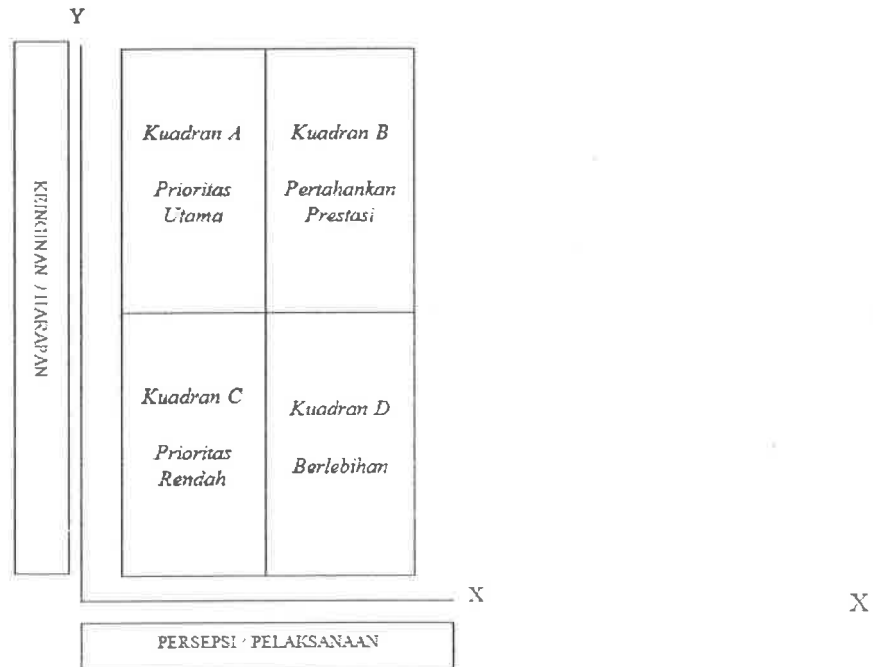 Y
KEINGINAN / HARAPAN
Kuadran A
Prioritas
Utama
Kuadran B
Pertahankan
Prestasi
Kuadran C
Prioritas
Rendah
Kuadran D
Berlebihan
X
X
PERSEPSI / PELAKSANAAN